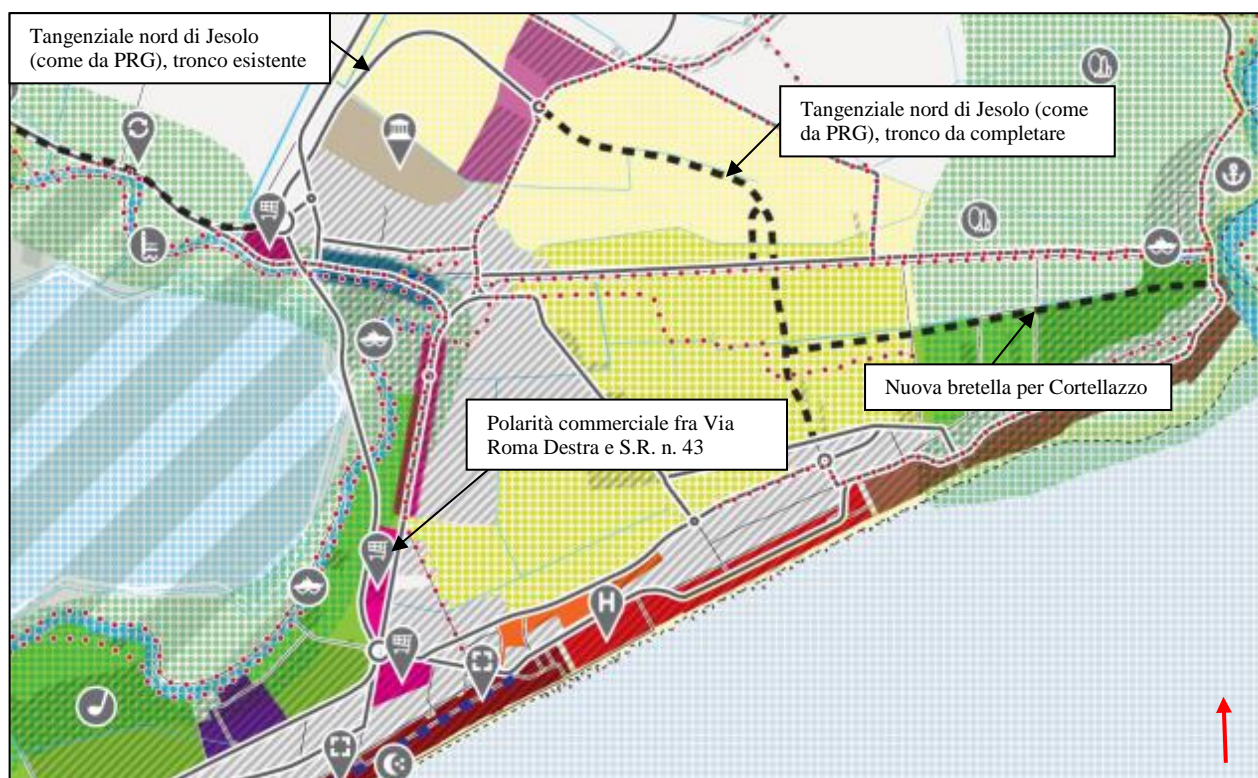 Tangenziale nord di Jesolo
(come da PRG), tronco esistente
Tangenziale nord di Jesolo (come
da PRG), tronco da completare
Nuova bretella per Cortellazzo
Polarità commerciale fra Via
Roma Destra e S.R. n. 43
H